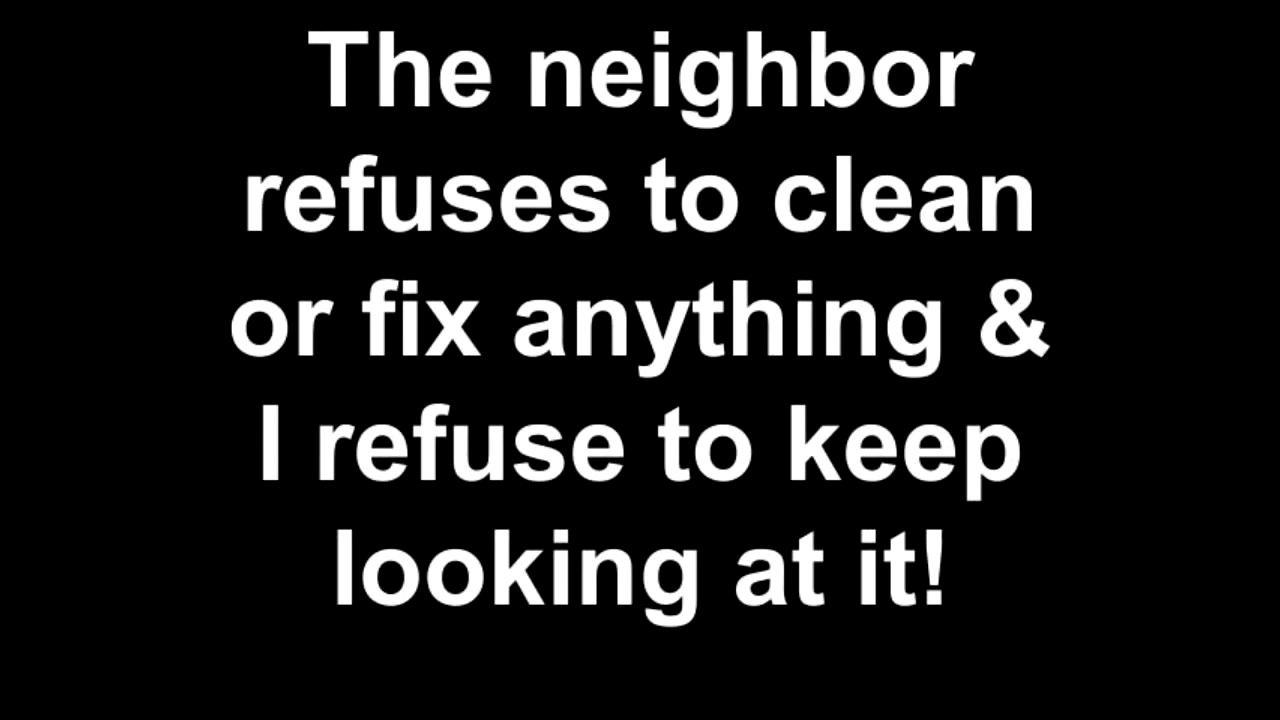 The neighbor
refuses to clean
or fix anything &
I refuse to keep
looking at it!